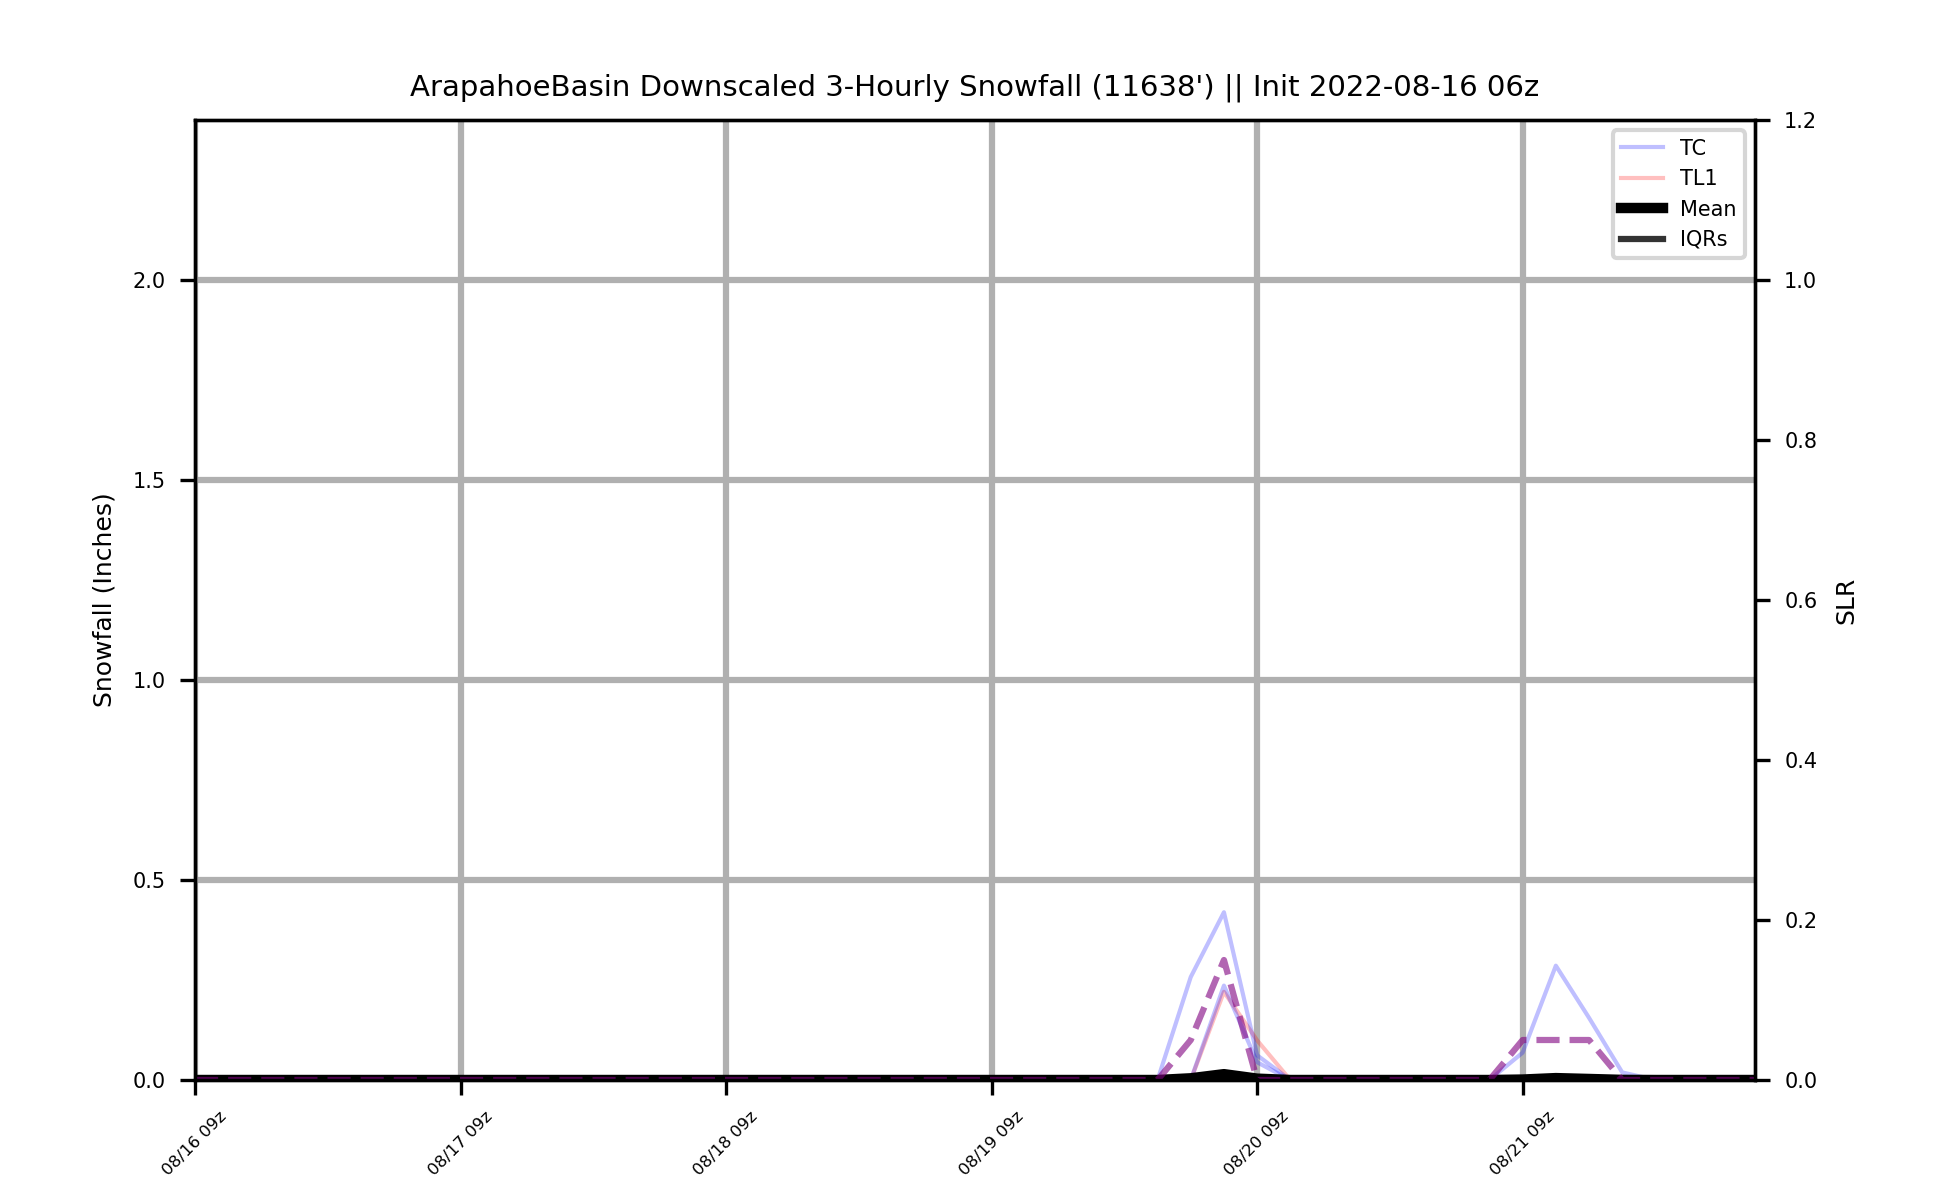 ArapahoeBasin Downscaled 3-Hourly Snowfall (11638') || Init 2022-08-16 06z
TC
TL1
Mean
IQRs
Snowfall (Inches)
2.0
1.5
1.0
0.5
0.0
1.2
1.0
0.8
0.6
0.4
0.2
0.0
SLR
08/16 09z
08/17 09z
08/18 09z
08/19 09z
08/20 09z
08/21 09z